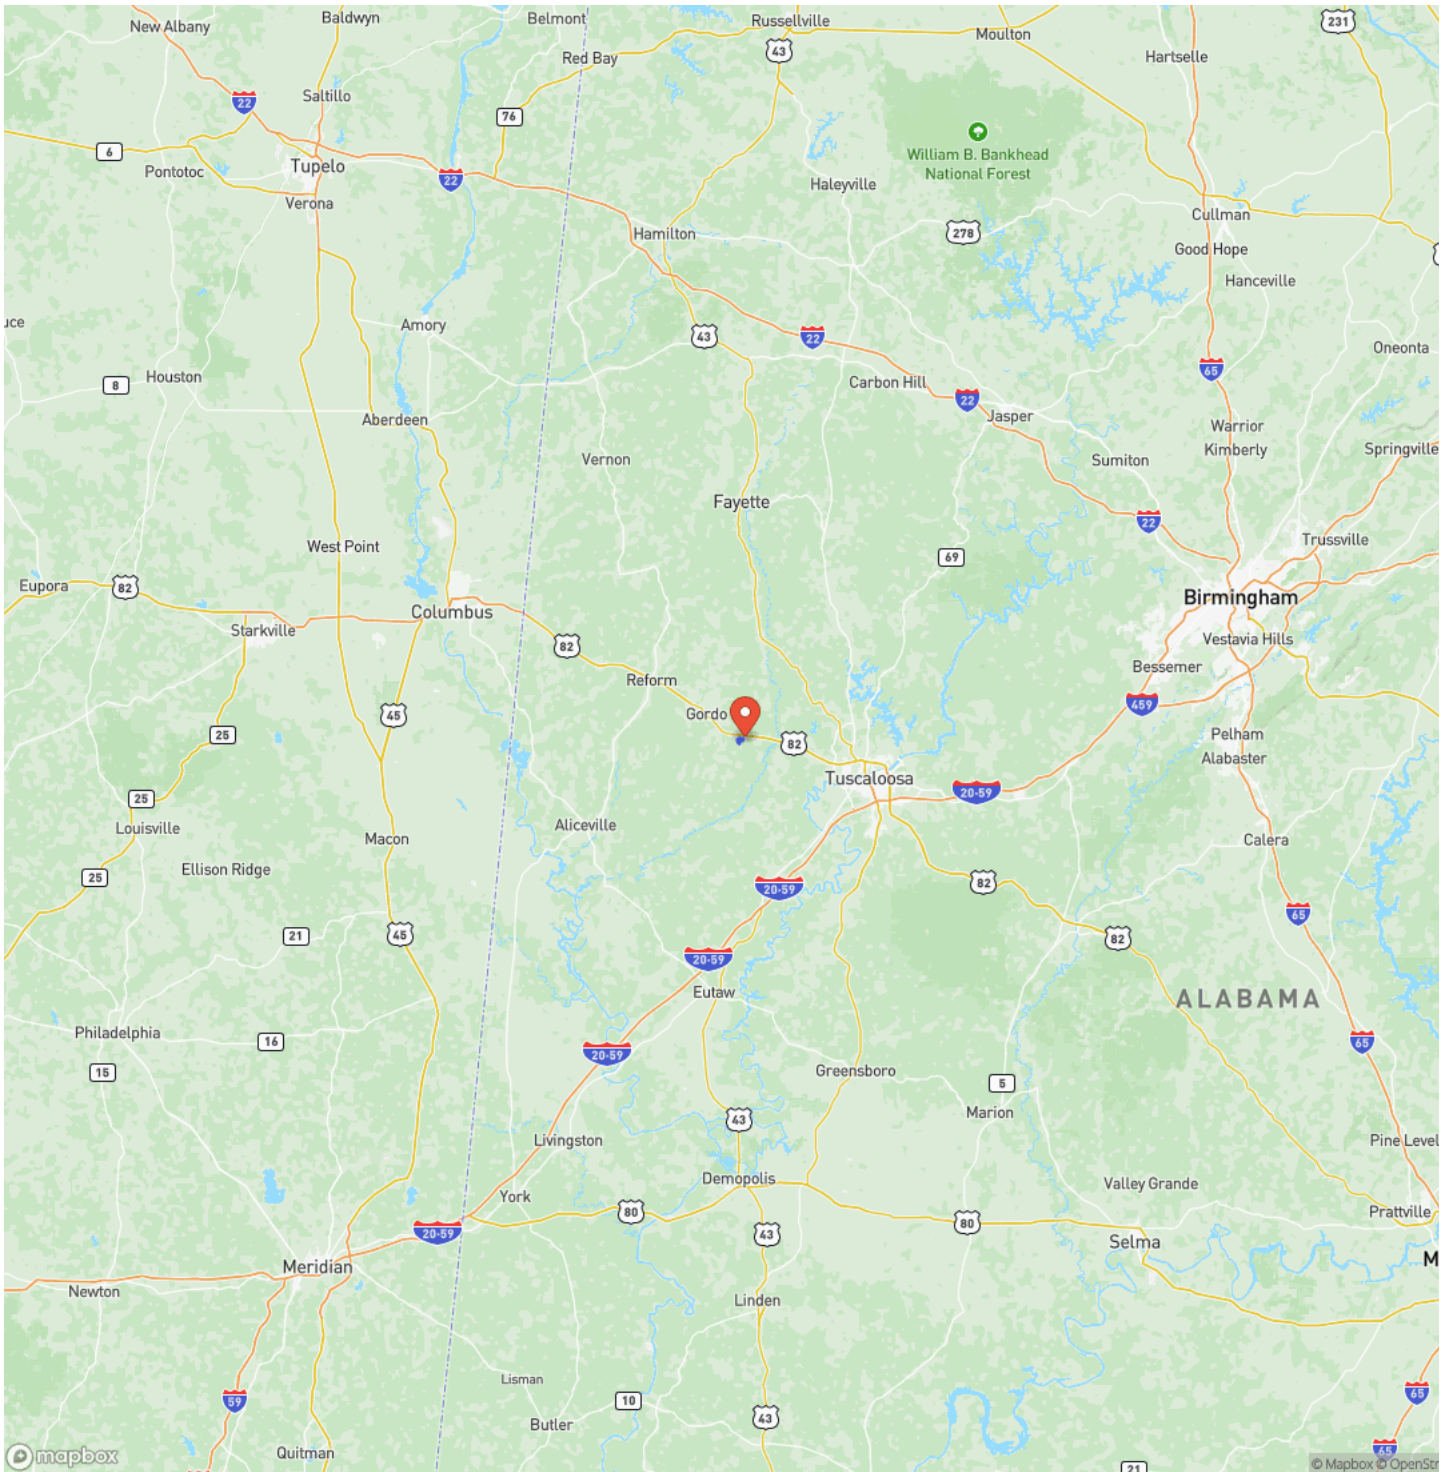 New Albany
Baldwyn
Belmont
Russellville
231
43
Moulton
Hartselle
Red Bay
22
Saltillo
76
6
Tupelo
Pontotoc
William B. Bankhead
National Forest
22
Haleyville
Verona
Cullman
Hamilton
278
Good Hope
Hanceville
Amory
43
22
Oneonta
Houston
8
65
Carbon Hill
22
Jasper
Aberdeen
Warrior
Kimberly
Springville
Vernon
Sumiton
Fayette
22
West Point
Trussville
69
Eupora
82
Birmingham
Columbus
Starkville
82
Vestavia Hills
Bessemer
Reform
459
Gordo
45
25
82
Pelham
Alabaster
Tuscaloosa
20-59
25
Louisville
Aliceville
Macon
Calera
Ellison Ridge
25
20-59
82
65
21
45
82
20-59
Eutaw
ALABAMA
Philadelphia
16
20-59
65
15
Greensboro
5
Marion
43
Livingston
Pine Level
Demopolis
Valley Grande
York
80
80
Prattville
20-59
43
Selma
Meridian
M
Newton
Linden
Lisman
59
10
65
Butler
43
Quitman
65
mapbox
© Mapbox © OpenStr
21